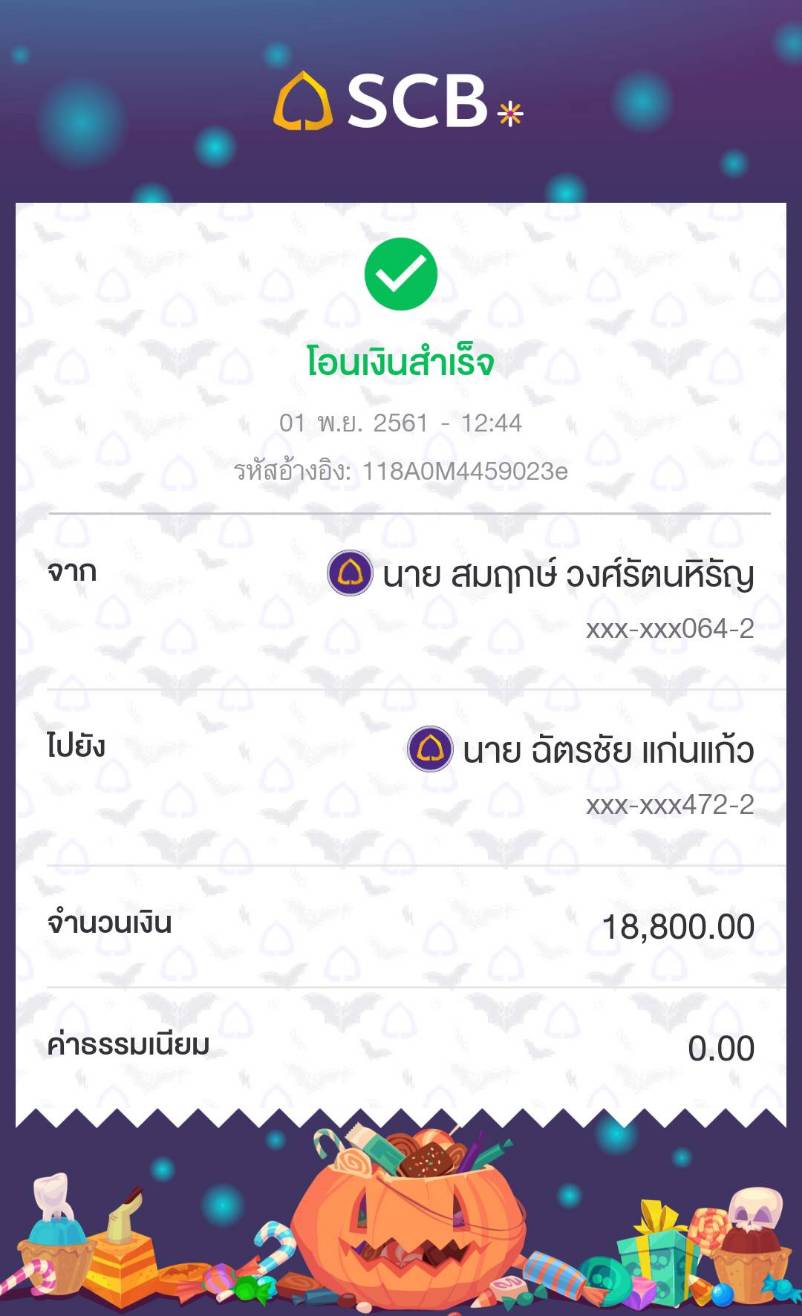 SCB
โอนเงินสำเร็จ
01 พ.ย. 2561 - 12:44
รหัสอ้างอิง: 118A0M4459023e
จาก นาย สมฤกษ์ วงศ์รัตนหิรัญ
xxx-xxx064-2
ไปยัง นาย ฉัตรชัย แก่นแก้ว
xxx-xxx472-2
จำนวนเงิน 18,800.00
ค่าธรรมเนียม 0.00